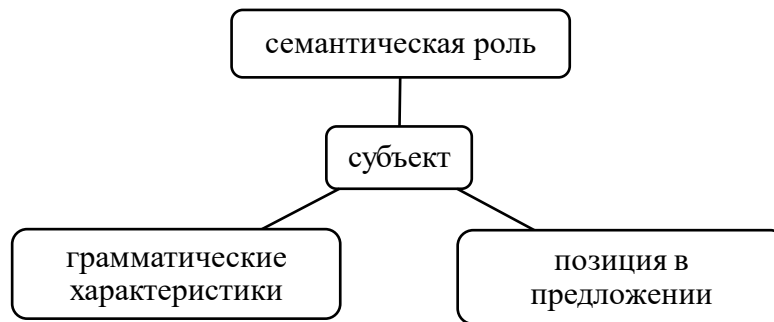 семантическая роль
субъект
грамматические
характеристики
позиция в
предложении